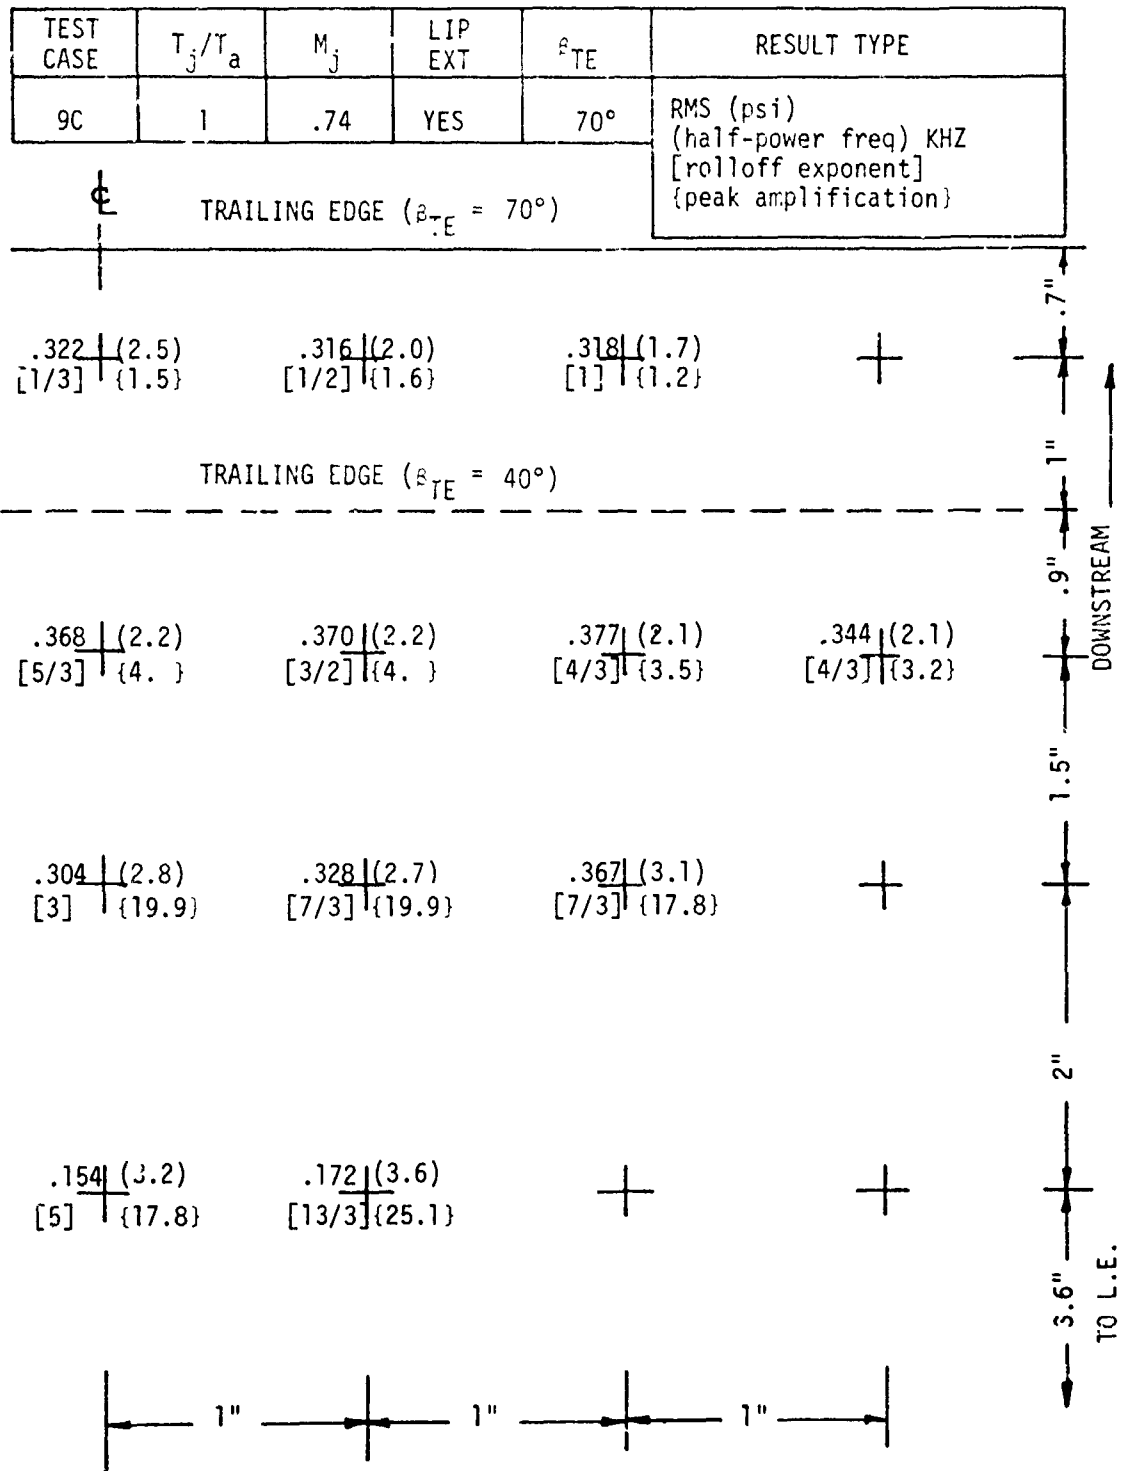 TEST CASE T_j/T_a M_j LIP EXT β_TE RESULT TYPE
9C 1 .74 YES 70° RMS (psi)
(half-power freq) KHZ
[rolloff exponent]
{peak amplification}
℄ TRAILING EDGE (β_TE = 70°)
.7"
.322 (2.5) .316 (2.0) .318 (1.7)
[1/3] {1.5} [1/2] {1.6} [1] {1.2}
1"
TRAILING EDGE (β_TE = 40°)
.9"
DOWNSTREAM
.368 (2.2) .370 (2.2) .377 (2.1) .344 (2.1)
[5/3] {4. } [3/2] {4. } [4/3] {3.5} [4/3] {3.2}
1.5"
.304 (2.8) .328 (2.7) .367 (3.1)
[3] {19.9} [7/3] {19.9} [7/3] {17.8}
2"
.154 (3.2) .172 (3.6)
[5] {17.8} [13/3] {25.1}
3.6"
TO L.E.
1" 1" 1"